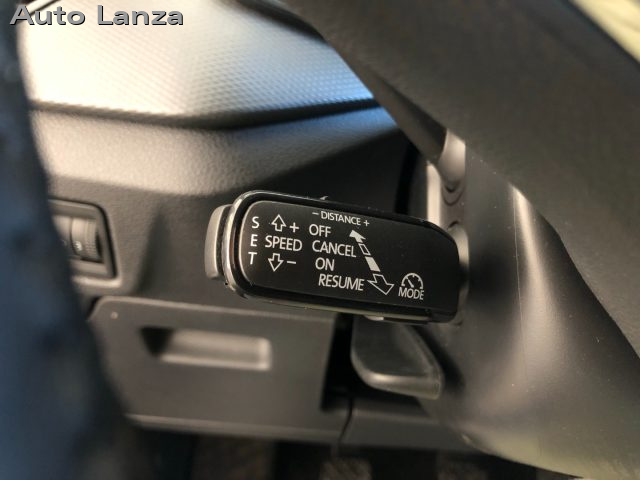 Auto Lanza
- DISTANCE +
S + OFF
E SPEED CANCEL
T - ON
RESUME
MODE